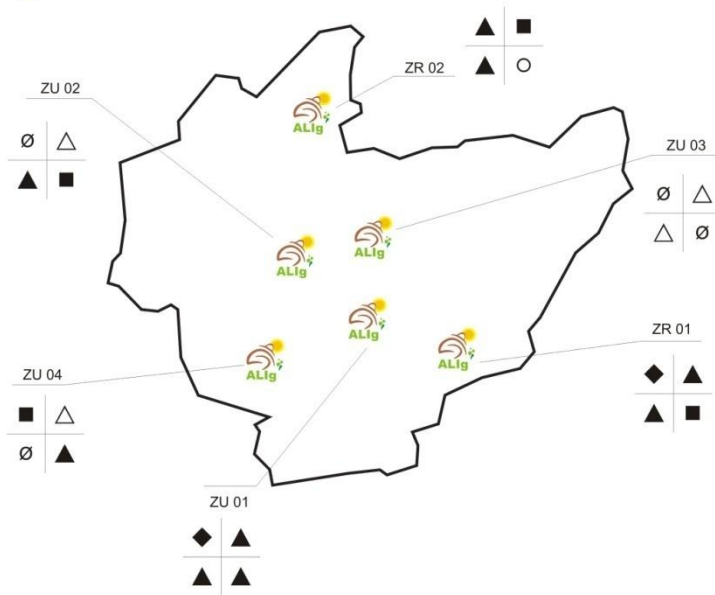 ZR 02
ZU 02
ALIg
ZU 03
Ø
Ø
ALIg
ALIg
Ø
ALIg
ZR 01
ALIg
ALIg
ZU 04
Ø
ZU 01